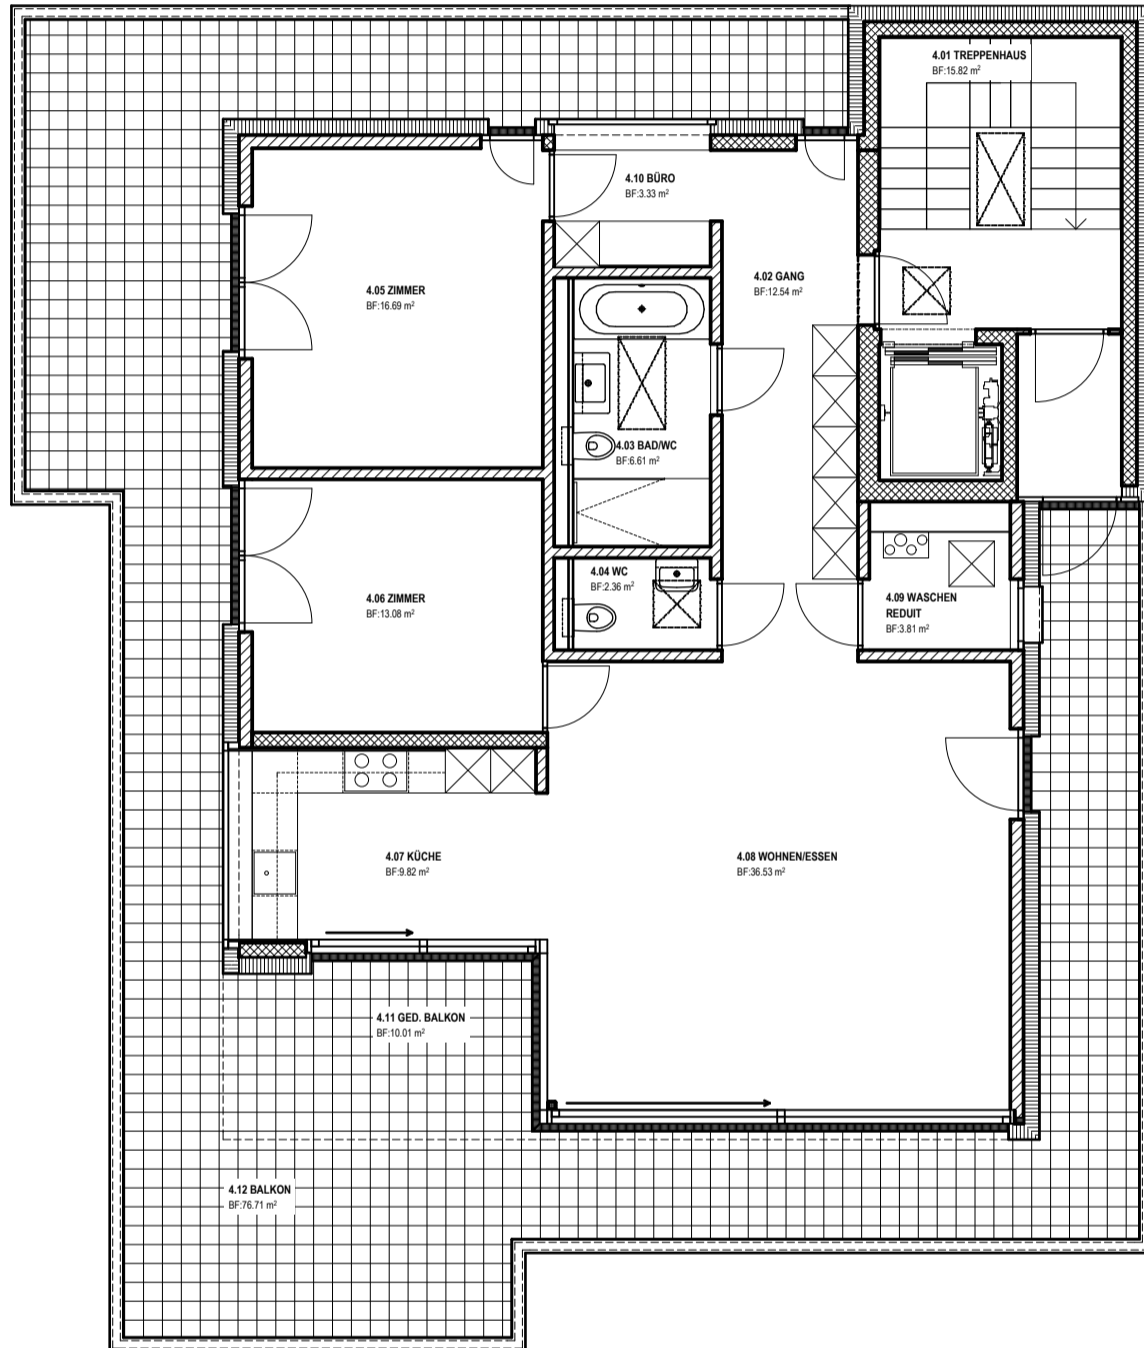 4.01 TREPPENHAUS
BF:15.82 m²
4.10 BÜRO
BF:3.33 m²
4.02 GANG
BF:12.54 m²
4.05 ZIMMER
BF:16.69 m²
4.03 BAD/WC
BF:6.61 m²
4.04 WC
BF:2.36 m²
4.06 ZIMMER
BF:13.08 m²
4.09 WASCHEN
REDUIT
BF:3.81 m²
4.07 KÜCHE
BF:9.82 m²
4.08 WOHNEN/ESSEN
BF:36.53 m²
4.11 GED. BALKON
BF:10.01 m²
4.12 BALKON
BF:76.71 m²